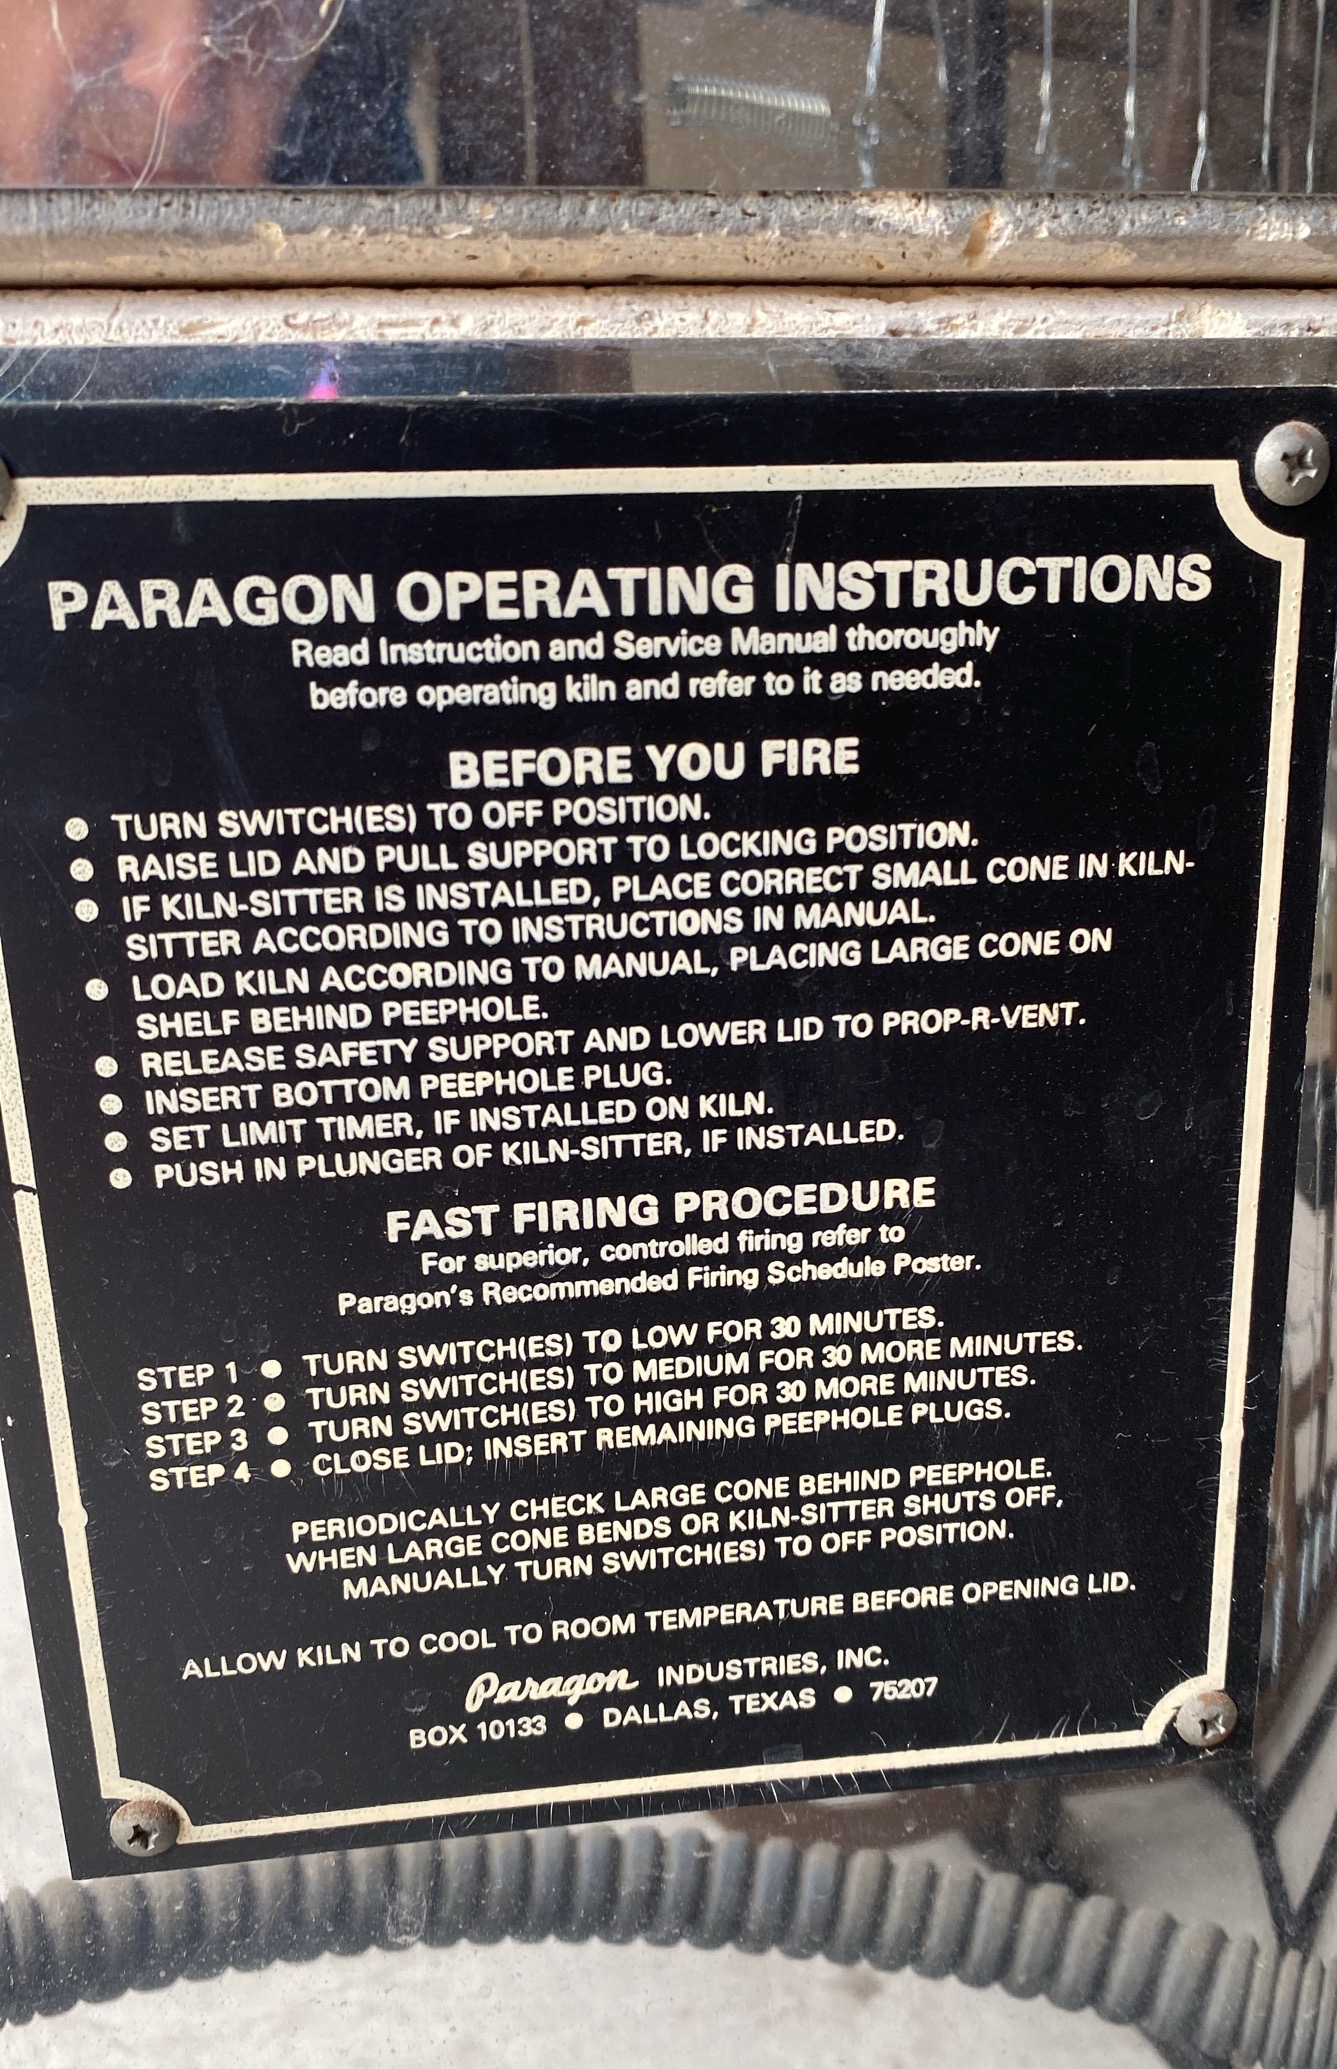 PARAGON OPERATING INSTRUCTIONS
Read Instruction and Service Manual thoroughly
before operating kiln and refer to it as needed.
BEFORE YOU FIRE
● TURN SWITCH(ES) TO OFF POSITION.
● RAISE LID AND PULL SUPPORT TO LOCKING POSITION.
● IF KILN-SITTER IS INSTALLED, PLACE CORRECT SMALL CONE IN KILN-
SITTER ACCORDING TO INSTRUCTIONS IN MANUAL.
● LOAD KILN ACCORDING TO MANUAL, PLACING LARGE CONE ON
SHELF BEHIND PEEPHOLE.
● RELEASE SAFETY SUPPORT AND LOWER LID TO PROP-R-VENT.
● INSERT BOTTOM PEEPHOLE PLUG.
● SET LIMIT TIMER, IF INSTALLED ON KILN.
● PUSH IN PLUNGER OF KILN-SITTER, IF INSTALLED.
FAST FIRING PROCEDURE
For superior, controlled firing refer to
Paragon's Recommended Firing Schedule Poster.
STEP 1 ● TURN SWITCH(ES) TO LOW FOR 30 MINUTES.
STEP 2 ● TURN SWITCH(ES) TO MEDIUM FOR 30 MORE MINUTES.
STEP 3 ● TURN SWITCH(ES) TO HIGH FOR 30 MORE MINUTES.
STEP 4 ● CLOSE LID; INSERT REMAINING PEEPHOLE PLUGS.
PERIODICALLY CHECK LARGE CONE BEHIND PEEPHOLE.
WHEN LARGE CONE BENDS OR KILN-SITTER SHUTS OFF,
MANUALLY TURN SWITCH(ES) TO OFF POSITION.
ALLOW KILN TO COOL TO ROOM TEMPERATURE BEFORE OPENING LID.
Paragon INDUSTRIES, INC.
BOX 10133 ● DALLAS, TEXAS ● 75207